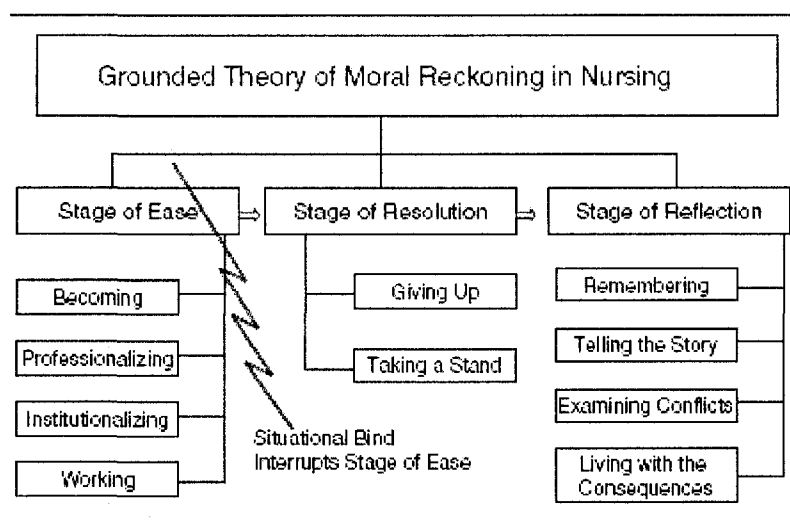 Grounded Theory of Moral Reckoning in Nursing
Stage of Ease
Stage of Resolution
Stage of Reflection
Becoming
Professionalizing
Institutionalizing
Working
Giving Up
Taking a Stand
Situational Bind
Interrupts Stage of Ease
Remembering
Telling the Story
Examining Conflicts
Living with the
Consequences